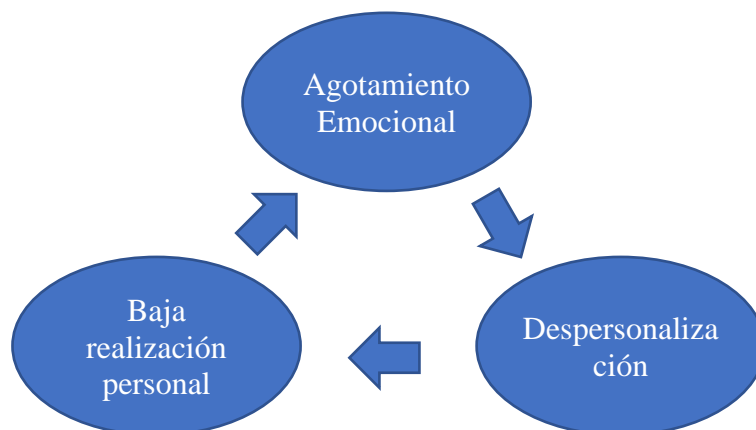 Agotamiento
Emocional
Despersonaliza
ción
Baja
realización
personal